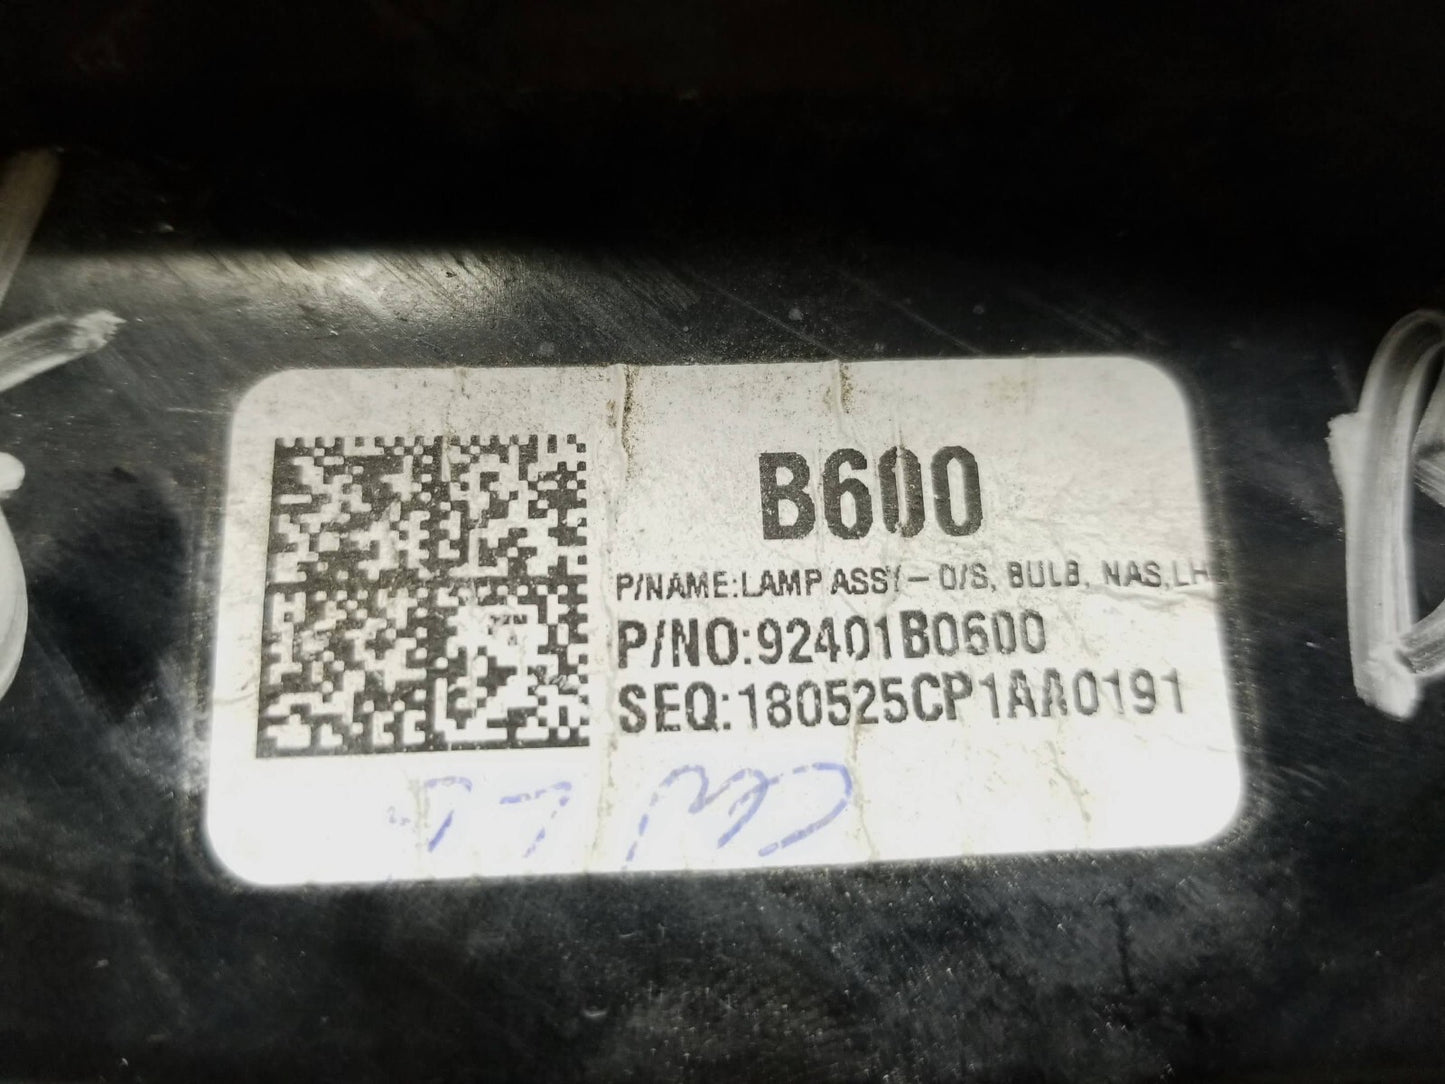 B600
P/NAME:LAMP ASSY - O/S, BULB, NAS,LH
P/NO:92401B0600
SEQ:180525CP1AA0191